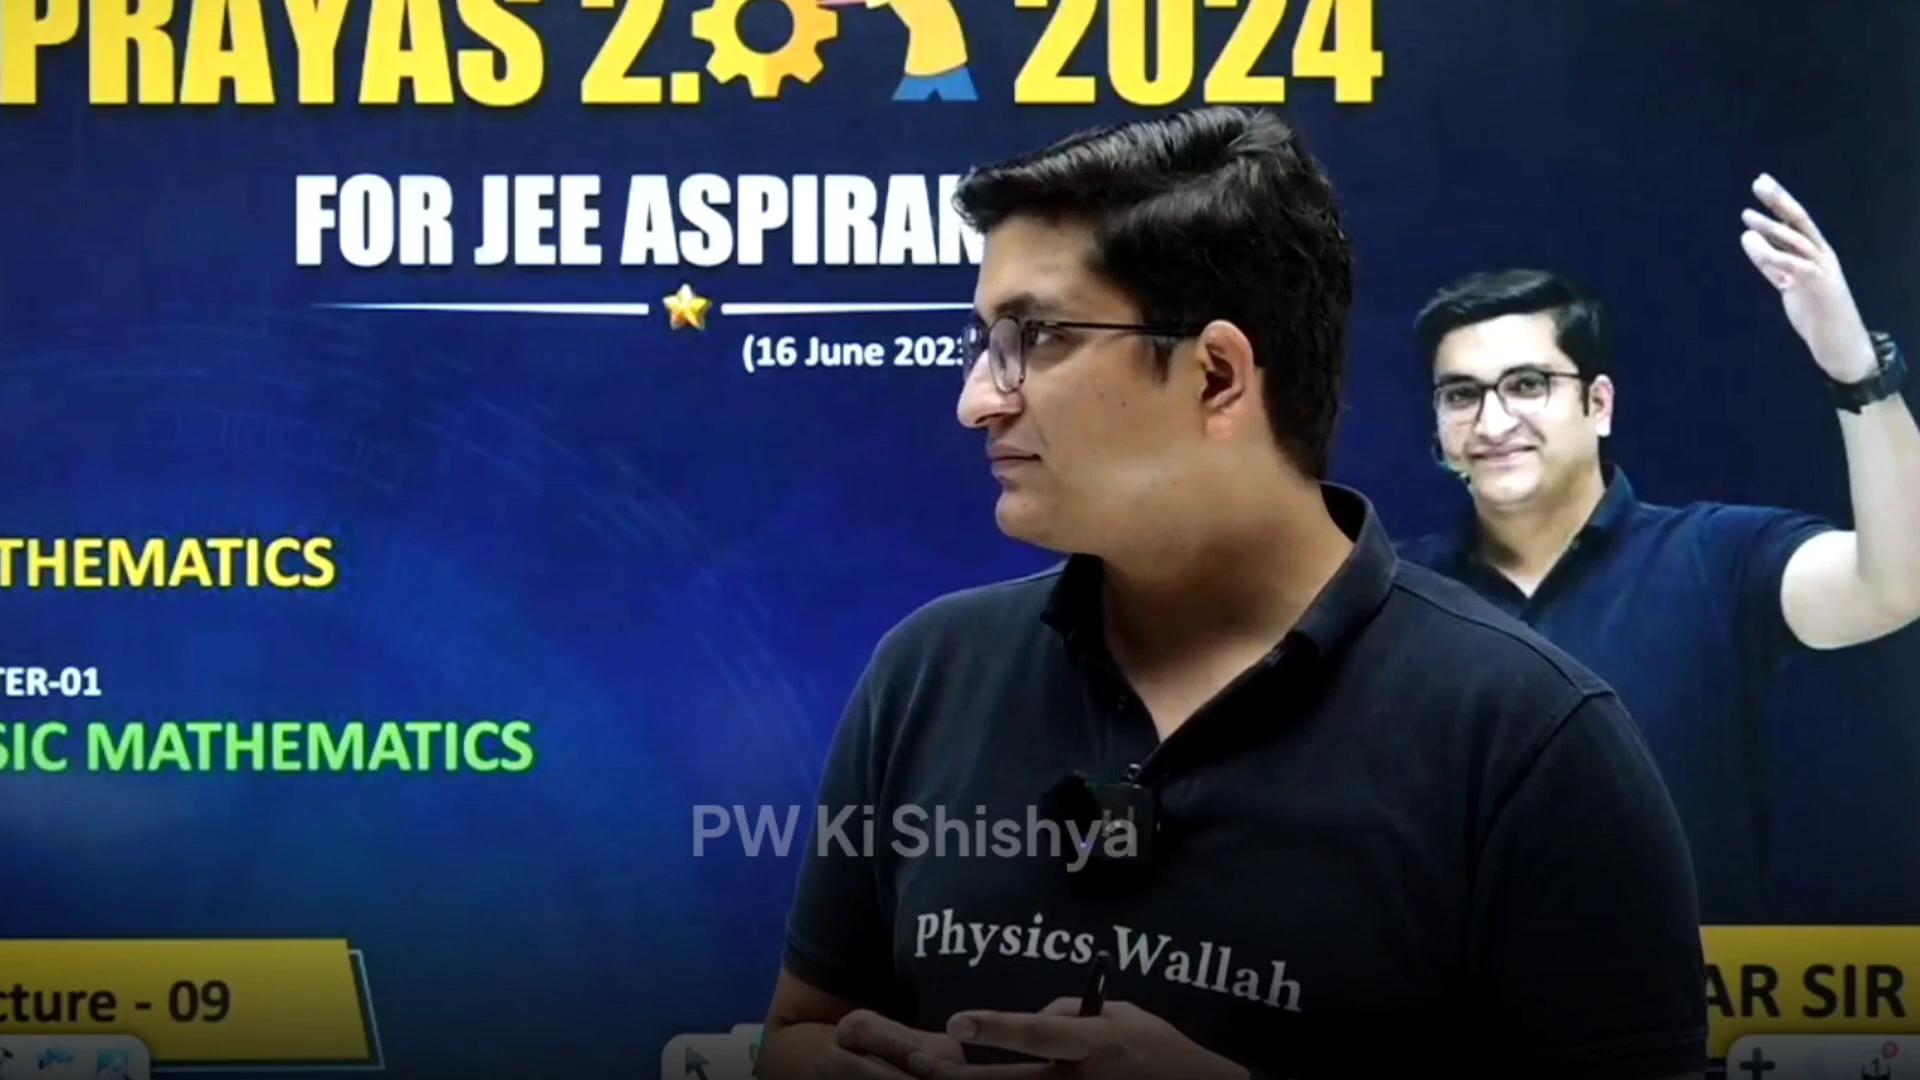 PRAYAS 2.0 2024
FOR JEE ASPIRAN
(16 June 2023
THEMATICS
TER-01
SIC MATHEMATICS
PW Ki Shishya
Physics Wallah
cture - 09
AR SIR